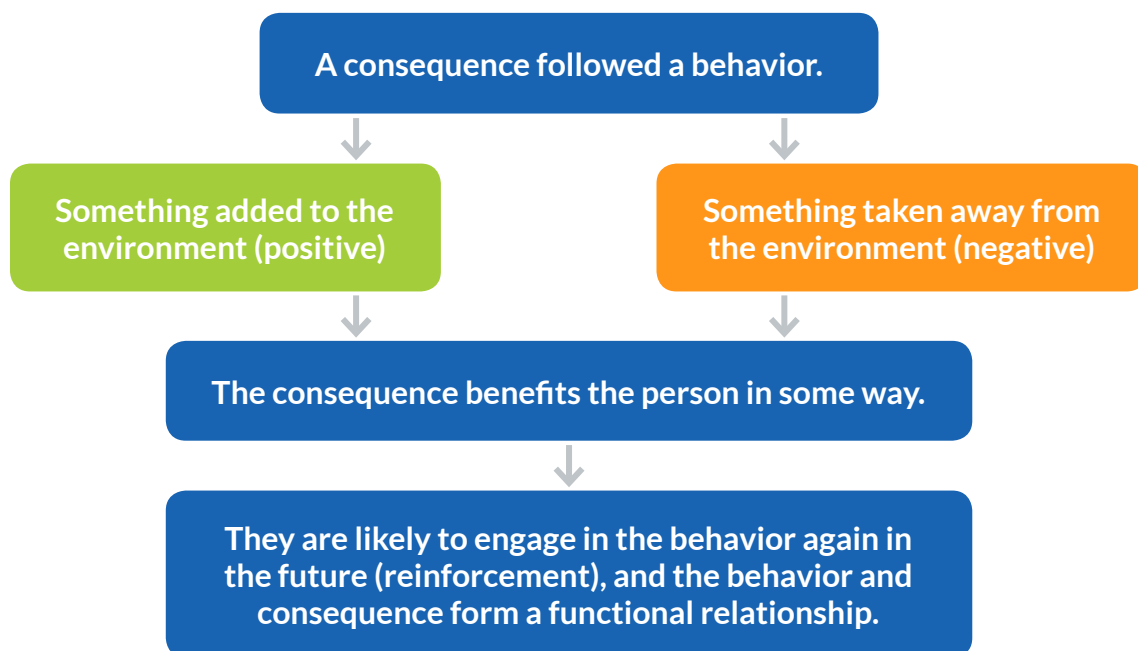 A consequence followed a behavior.
Something added to the
environment (positive)
Something taken away from
the environment (negative)
The consequence benefits the person in some way.
They are likely to engage in the behavior again in
the future (reinforcement), and the behavior and
consequence form a functional relationship.